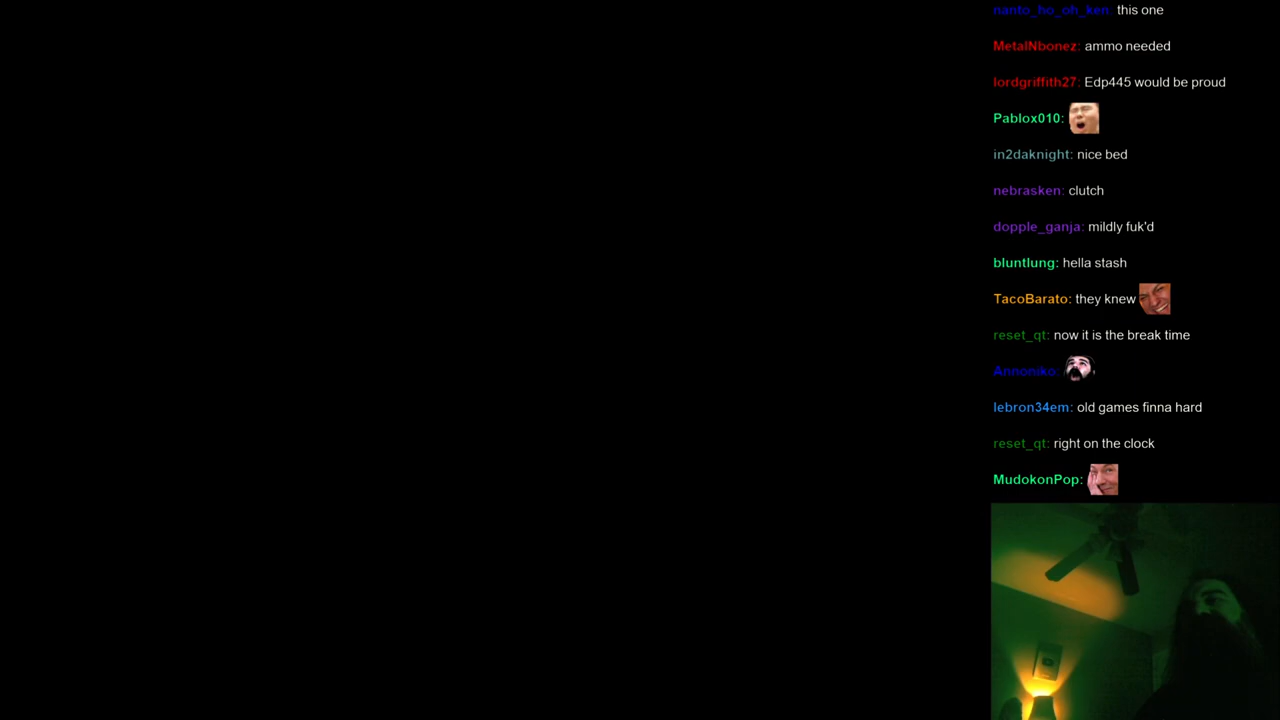 nanto_ho_oh_ken: this one
MetalNbonez: ammo needed
lordgriffith27: Edp445 would be proud
Pablox010:
in2daknight: nice bed
nebrasken: clutch
dopple_ganja: mildly fuk'd
bluntlung: hella stash
TacoBarato: they knew
reset_qt: now it is the break time
Annoniko:
lebron34em: old games finna hard
reset_qt: right on the clock
MudokonPop: